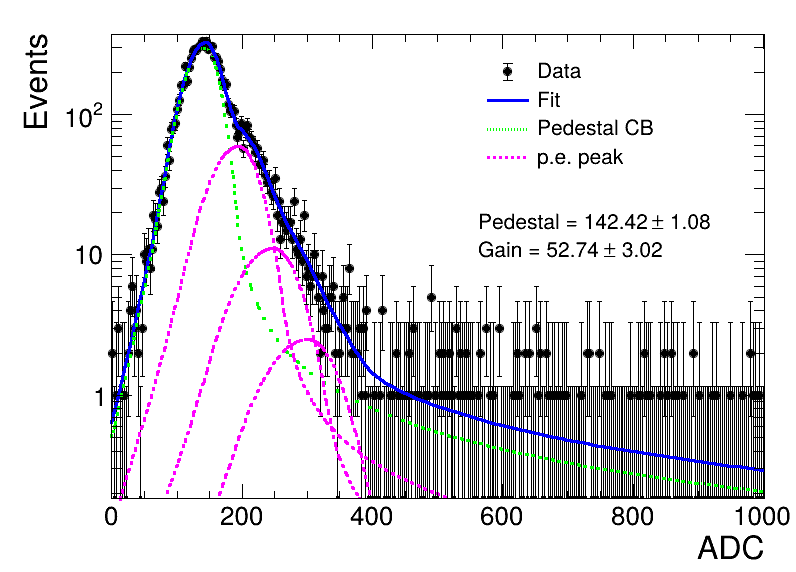 Events
10²
10
1
Data
Fit
Pedestal CB
p.e. peak
Pedestal = 142.42 ± 1.08
Gain = 52.74 ± 3.02
0 200 400 600 800 1000
ADC